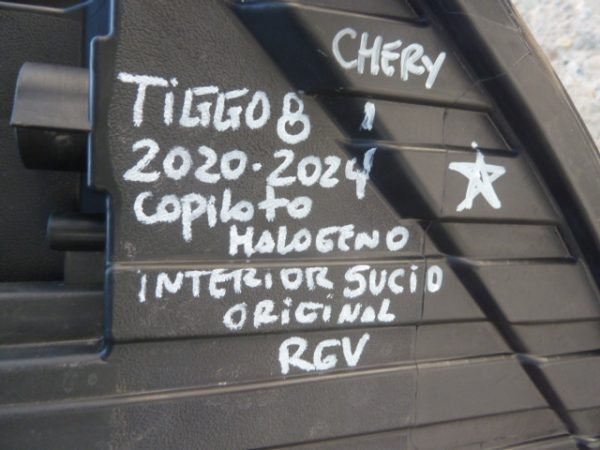 CHERY
TIGGO 8
2020-2024
COPILOTO
HALOGENO
INTERIOR SUCIO
ORIGINAL
RGV